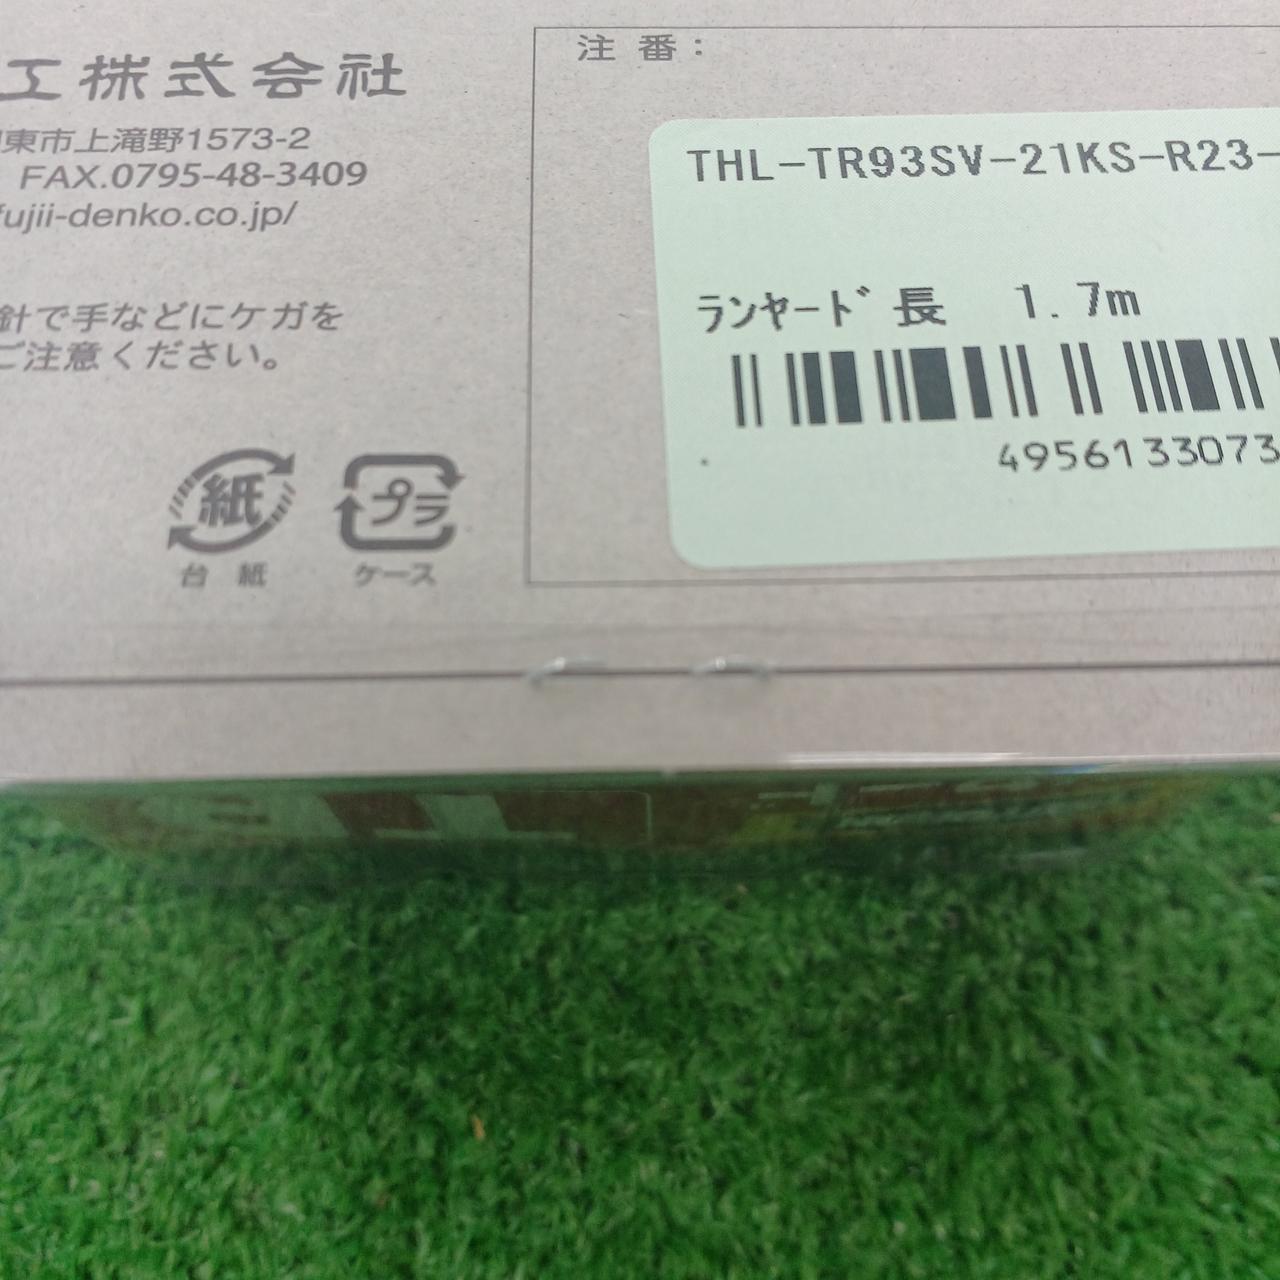 工株式会社
東市上滝野1573-2
FAX.0795-48-3409
fujii-denko.co.jp/
針で手などにケガを
ご注意ください。
紙
台 紙
プラ
ケース
注 番：
THL-TR93SV-21KS-R23-
ﾗﾝﾔｰﾄﾞ 長 1.7m
4956133073